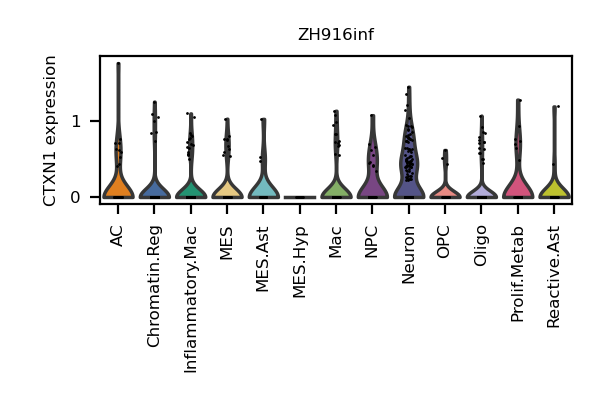 ZH916inf
CTXN1 expression
1
0
AC
Chromatin.Reg
Inflammatory.Mac
MES
MES.Ast
MES.Hyp
Mac
NPC
Neuron
OPC
Oligo
Prolif.Metab
Reactive.Ast